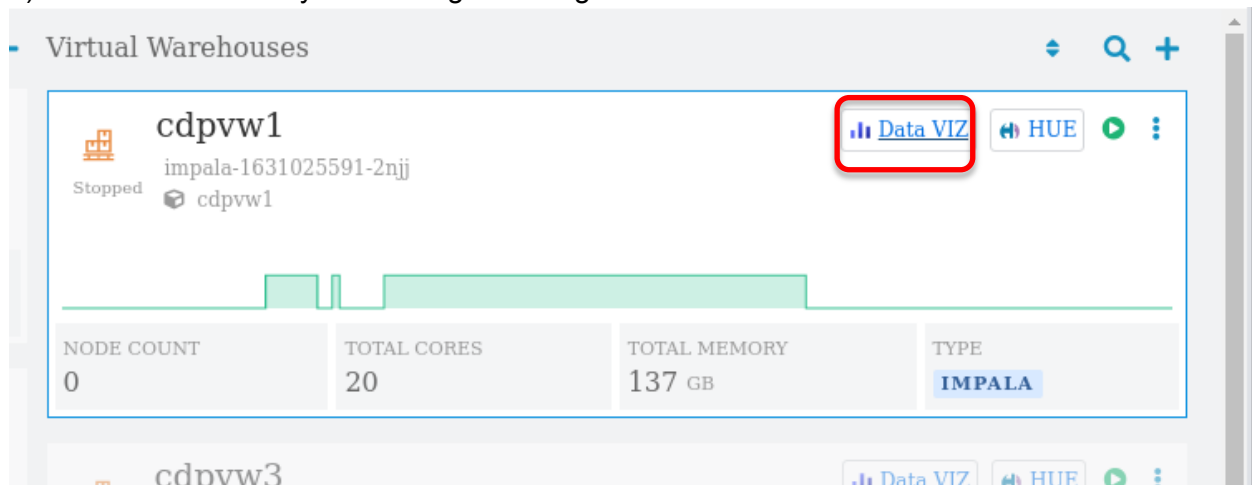 Virtual Warehouses
cdpvw1
Data VIZ
HUE
impala-1631025591-2njj
Stopped
cdpvw1
NODE COUNT
TOTAL CORES
TOTAL MEMORY
TYPE
0
20
137 GB
IMPALA
cdpvw3
Data VIZ
HUE